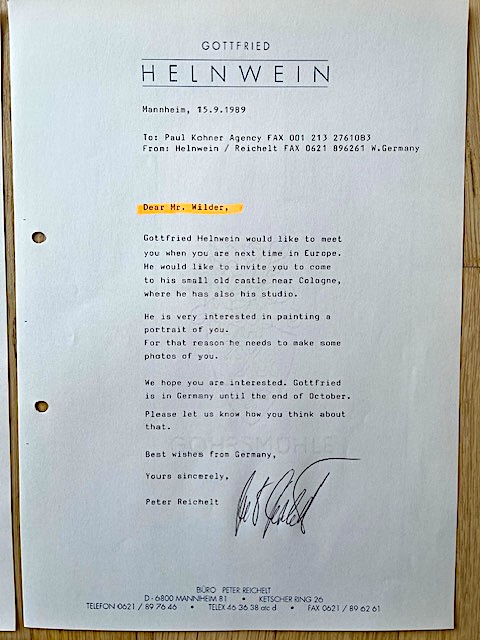 GOTTFRIED
HELNWEIN
Mannheim, 15.9.1989
To: Paul Kohner Agency FAX 001 213 2761083
From: Helnwein / Reichelt FAX 0621 896261 W.Germany
Dear Mr. Wilder,
Gottfried Helnwein would like to meet
you when you are next time in Europe.
He would like to invite you to come
to his small old castle near Cologne,
where he has also his studio.
He is very interested in painting a
portrait of you.
For that reason he needs to make some
photos of you.
We hope you are interested. Gottfried
is in Germany until the end of October.
Please let us know how you think about
that.
Best wishes from Germany,
Yours sincerely,
Peter Reichelt
BÜRO PETER REICHELT
D - 6800 MANNHEIM 81 • KETSCHER RING 26
TELEFON 0621 / 89 76 46 • TELEX 46 36 38 atc d • FAX 0621 / 89 62 61